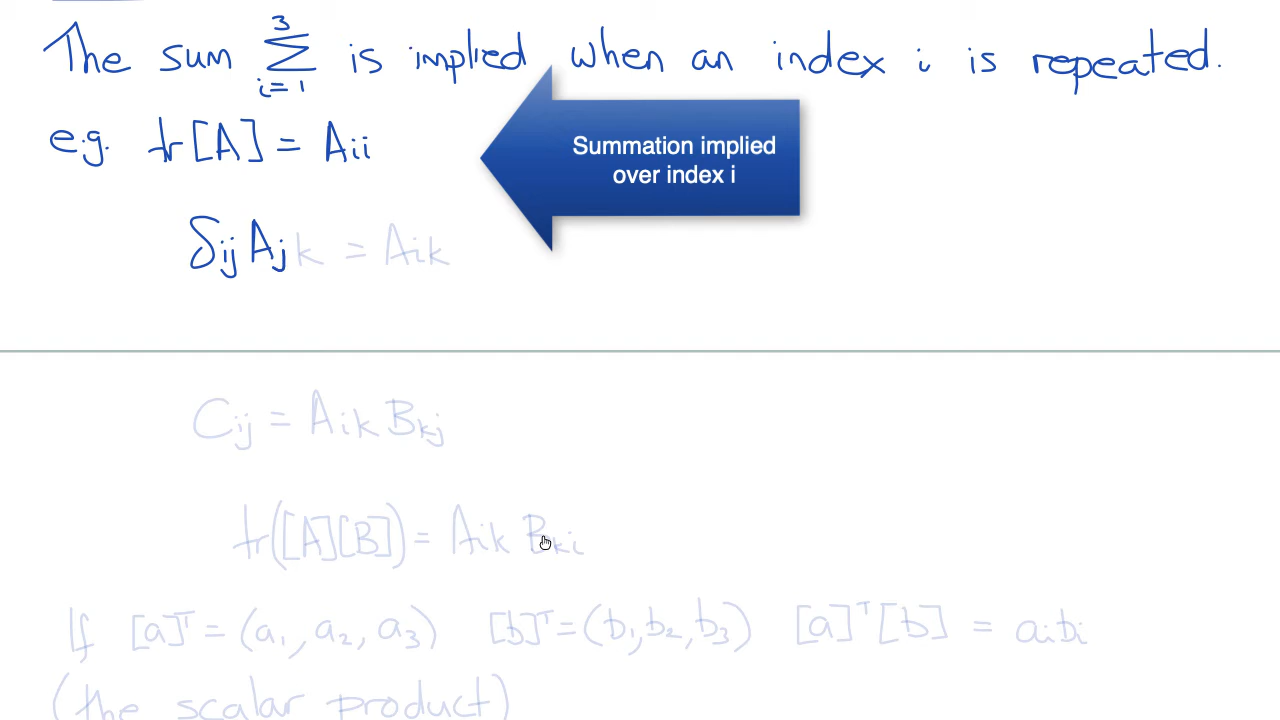 The sum 3∑i=1 is implied when an index i is repeated.
e.g. tr[A] = Aii
Summation implied
over index i
δij Ajk = Aik
Cij = Aik Bkj
tr([A][B]) = Aik Bki
If [a]ᵀ = (a₁, a₂, a₃) [b]ᵀ = (b₁, b₂, b₃) [a]ᵀ[b] = aibi
(the scalar product)